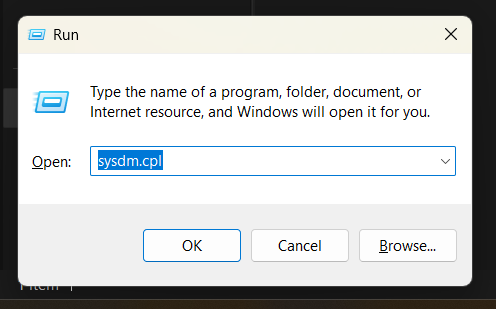 Run
Type the name of a program, folder, document, or
Internet resource, and Windows will open it for you.
Open:
sysdm.cpl
OK
Cancel
Browse...
1 item